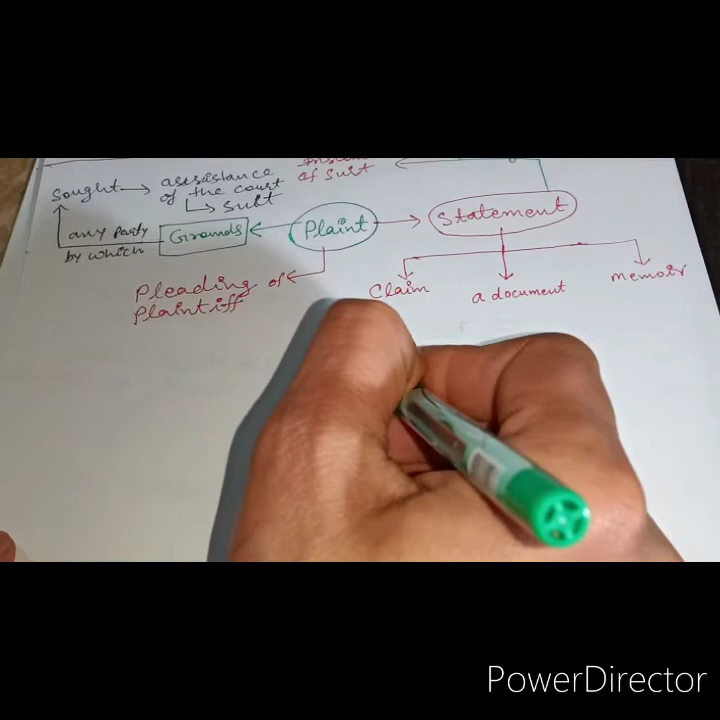 of Suit
Sought
assistance
of the court
Suit
any Party
by which
Grounds
Plaint
Statement
Pleading of
Plaintiff
Claim
a document
memoir
PowerDirector